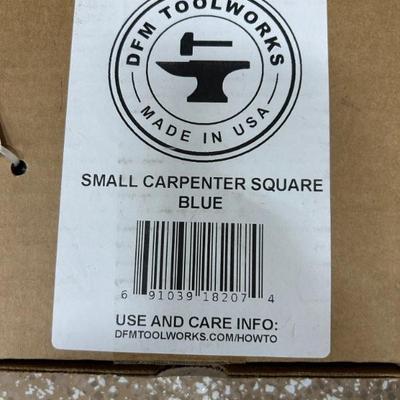 DFM TOOLWORKS
MADE IN USA
SMALL CARPENTER SQUARE
BLUE
6 91039 18207 4
USE AND CARE INFO:
DFMTOOLWORKS.COM/HOWTO